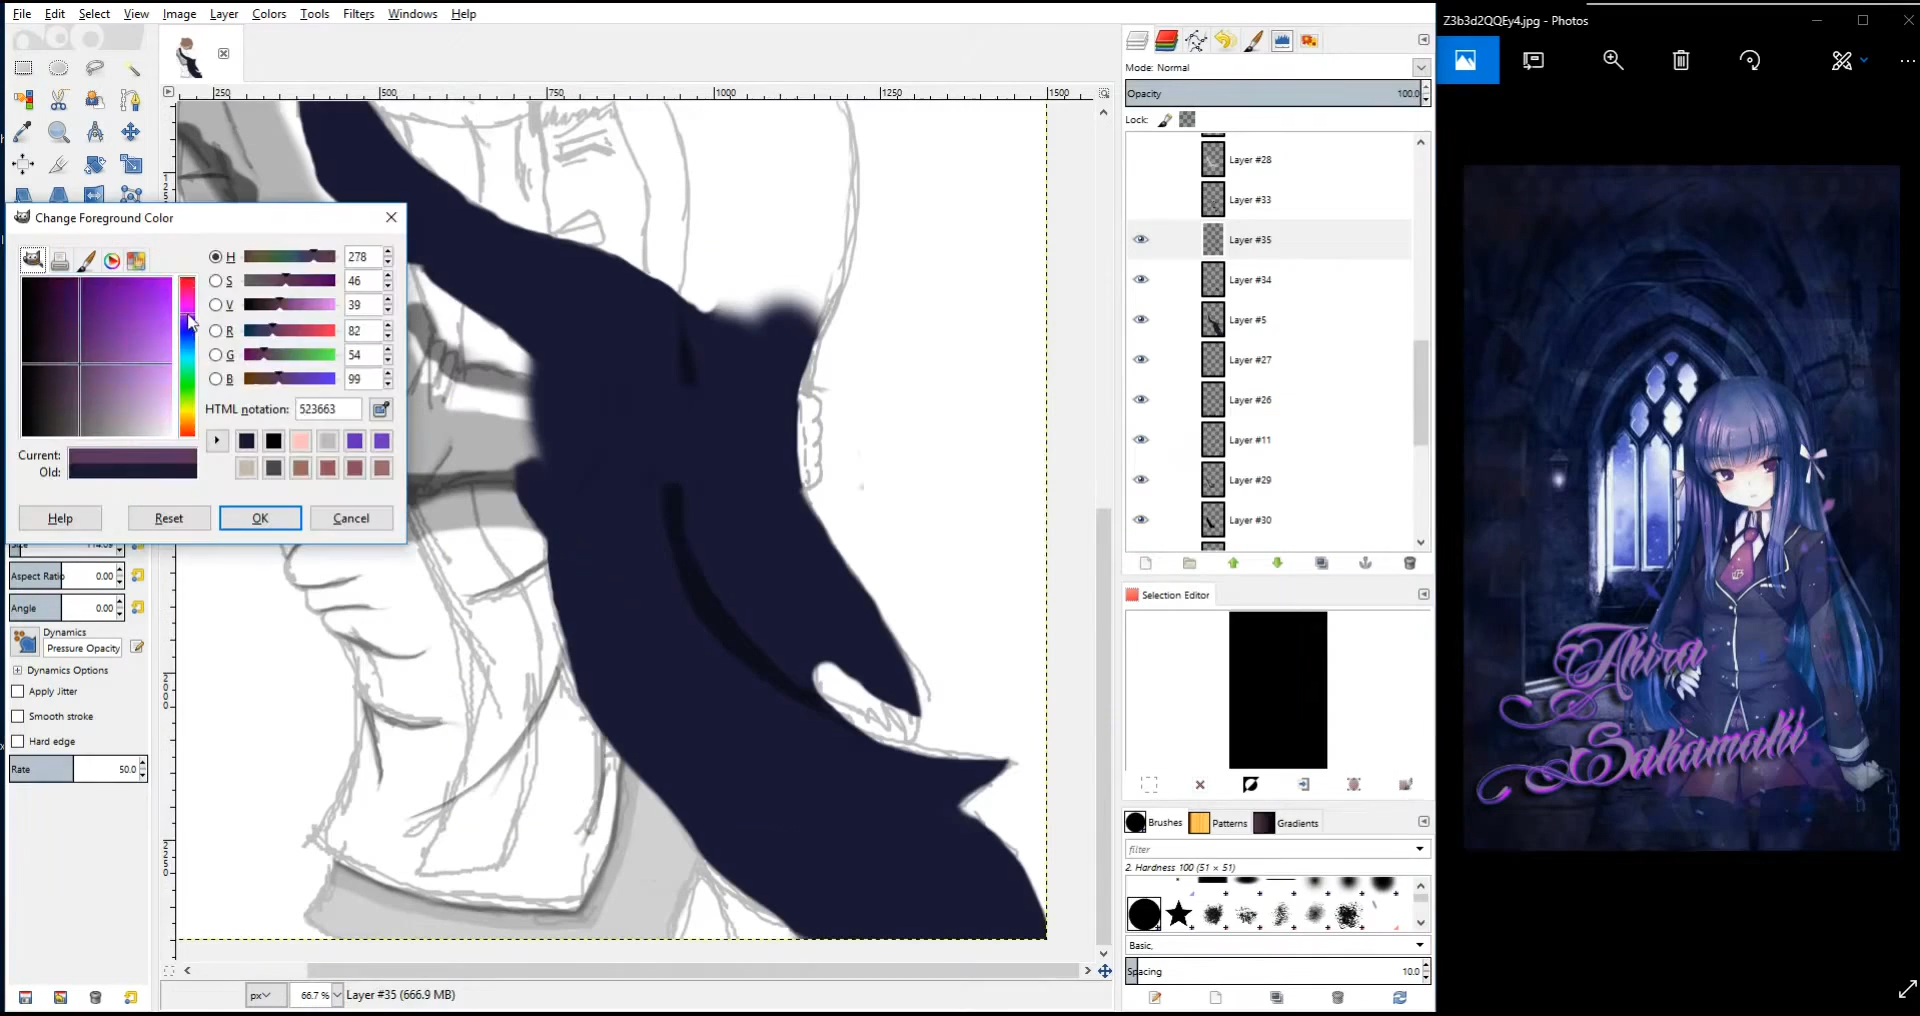 File Edit Select View Image Layer Colors Tools Filters Windows Help
Z3b3d2QQEy4.jpg - Photos
250 500 750 1000 1250 1500
Mode: Normal
Opacity 100.0
Lock:
Layer #28
Layer #33
Layer #35
Layer #34
Layer #5
Layer #27
Layer #26
Layer #11
Layer #29
Layer #30
Change Foreground Color
H 278
S 46
V 39
R 82
G 54
B 99
HTML notation: 523663
Current:
Old:
Help Reset OK Cancel
Aspect Ratio 0.00
Angle 0.00
Dynamics
Pressure Opacity
Dynamics Options
Apply Jitter
Smooth stroke
Hard edge
Rate 50.0
Selection Editor
Brushes Patterns Gradients
filter
2. Hardness 100 (51 × 51)
Basic,
Spacing 10.0
px 66.7 % Layer #35 (666.9 MB)
Akira
Sakamaki